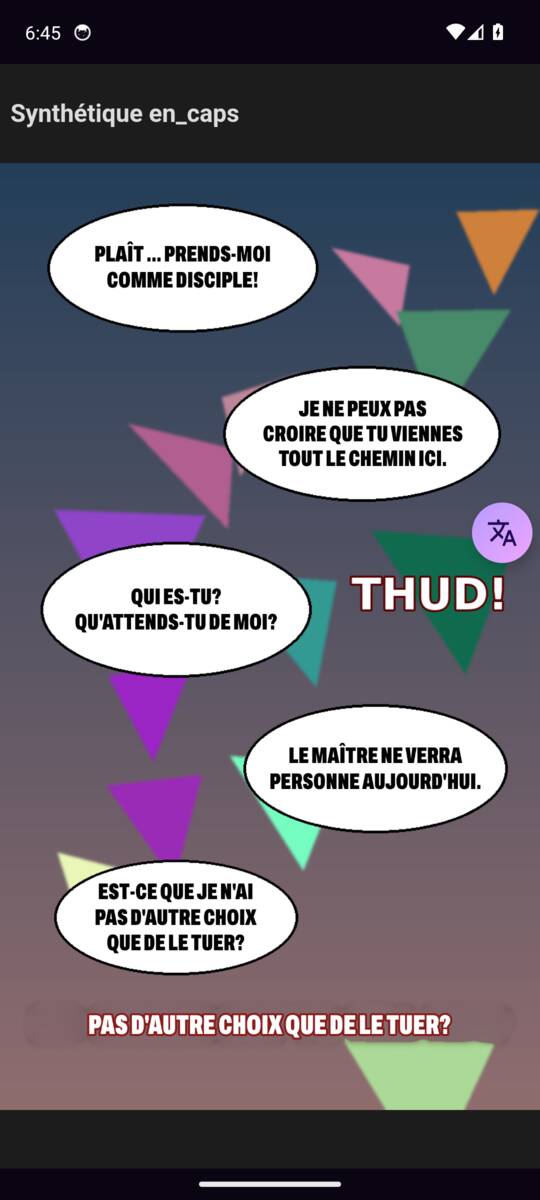 6:45
Synthétique en_caps
PLAÎT ... PRENDS-MOI
COMME DISCIPLE!
JE NE PEUX PAS
CROIRE QUE TU VIENNES
TOUT LE CHEMIN ICI.
QUI ES-TU?
QU'ATTENDS-TU DE MOI?
THUD!
LE MAÎTRE NE VERRA
PERSONNE AUJOURD'HUI.
EST-CE QUE JE N'AI
PAS D'AUTRE CHOIX
QUE DE LE TUER?
PAS D'AUTRE CHOIX QUE DE LE TUER?